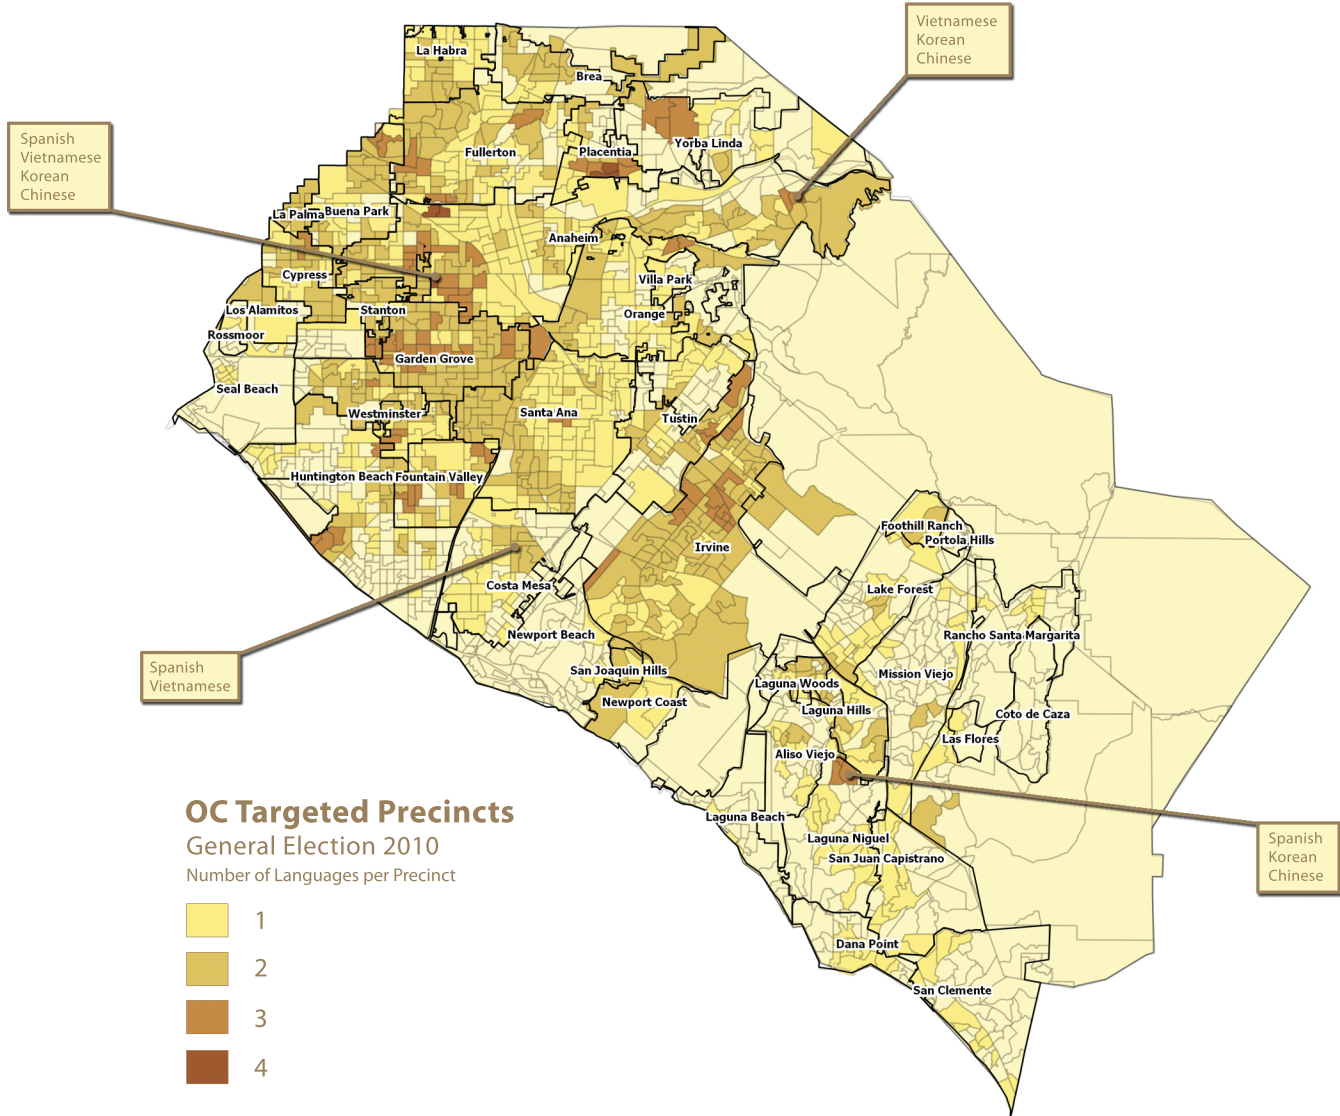 Vietnamese
Korean
Chinese
La Habra
Brea
Spanish
Vietnamese
Korean
Chinese
Fullerton
Placentia
Yorba Linda
La Palma
Buena Park
Anaheim
Cypress
Villa Park
Los Alamitos
Stanton
Orange
Rossmoor
Garden Grove
Seal Beach
Westminster
Santa Ana
Tustin
Huntington Beach
Fountain Valley
Foothill Ranch
Portola Hills
Irvine
Costa Mesa
Lake Forest
Newport Beach
Rancho Santa Margarita
Spanish
Vietnamese
San Joaquin Hills
Mission Viejo
Laguna Woods
Newport Coast
Laguna Hills
Coto de Caza
Las Flores
Aliso Viejo
OC Targeted Precincts
General Election 2010
Number of Languages per Precinct
Laguna Beach
Laguna Niguel
San Juan Capistrano
Spanish
Korean
Chinese
1
2
3
4
Dana Point
San Clemente